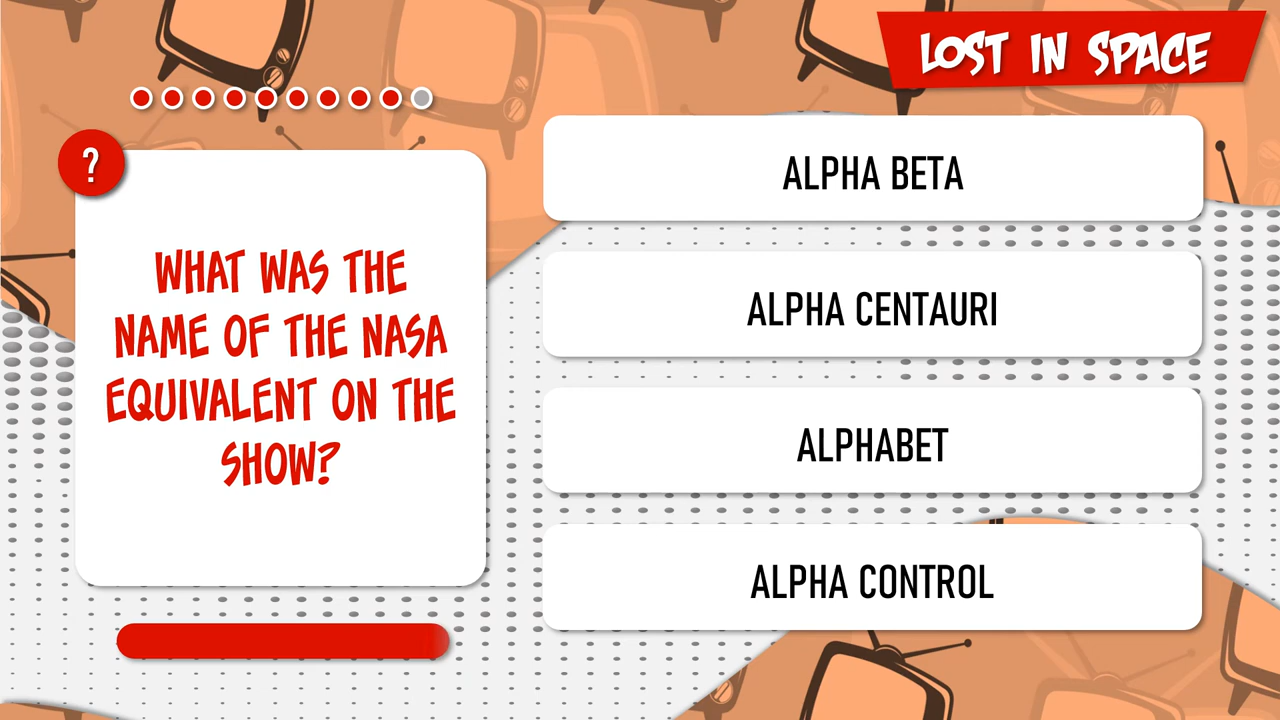 LOST IN SPACE
?
WHAT WAS THE
NAME OF THE NASA
EQUIVALENT ON THE
SHOW?
ALPHA BETA
ALPHA CENTAURI
ALPHABET
ALPHA CONTROL